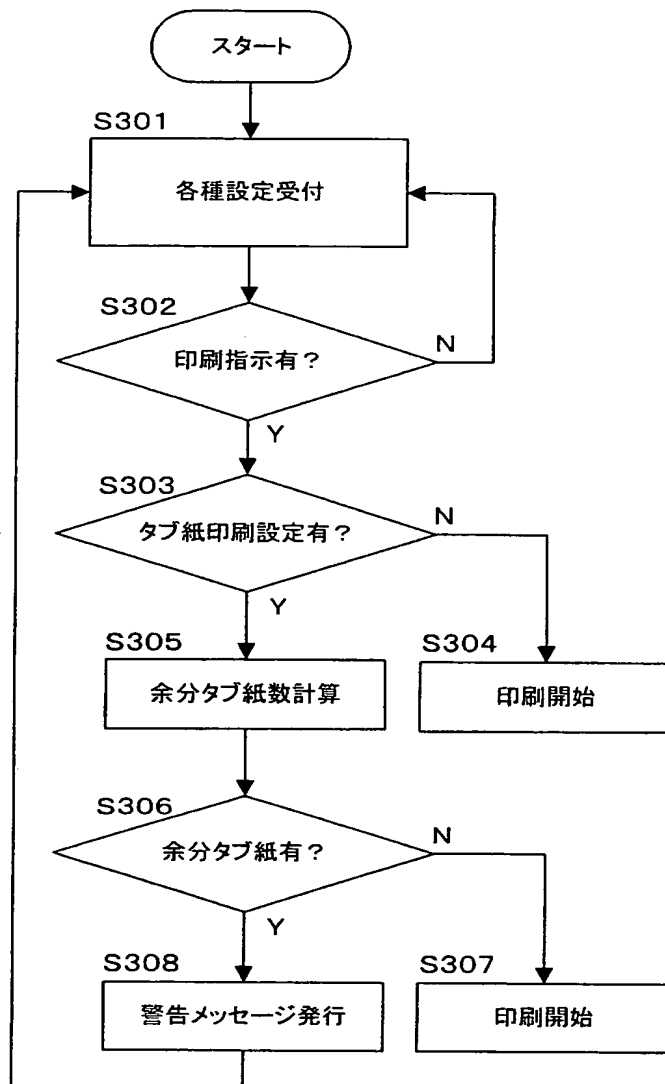 スタート
S301
各種設定受付
S302
印刷指示有?
N
Y
S303
タブ紙印刷設定有?
N
Y
S305
余分タブ紙数計算
S304
印刷開始
S306
余分タブ紙有?
N
Y
S308
警告メッセージ発行
S307
印刷開始